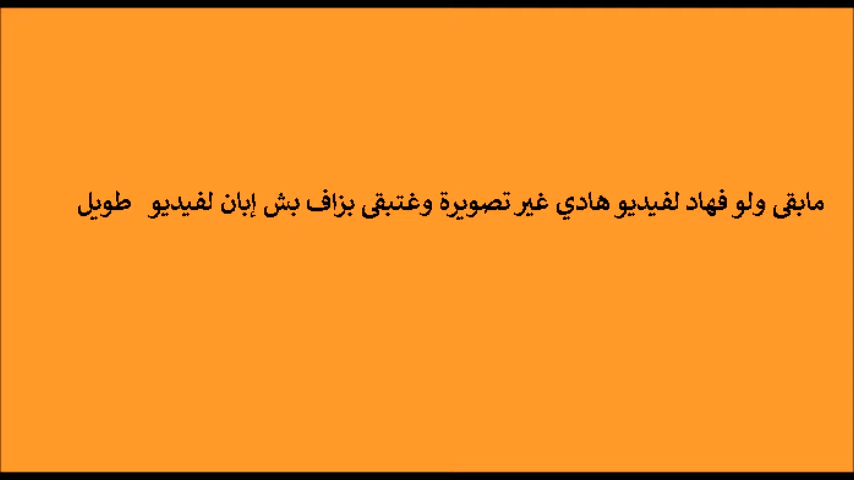 مابقى ولو فهاد لفيديو هادي غير تصويرة وغتبقى بزاف بش إبان لفيديو طويل